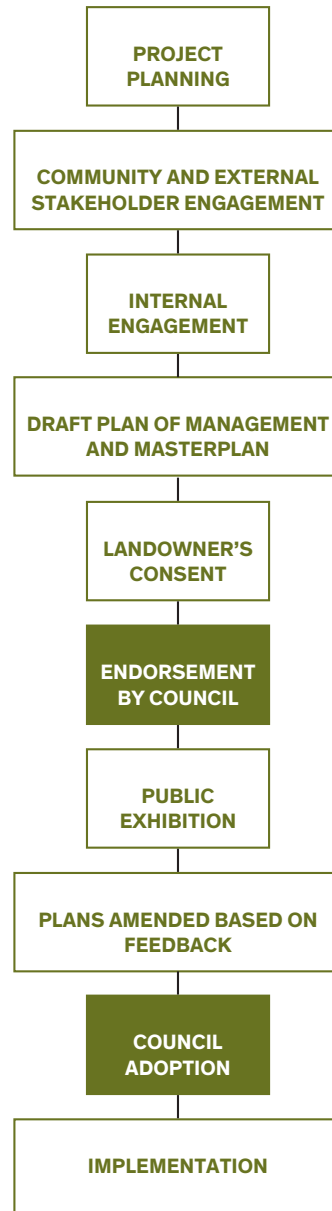 PROJECT
PLANNING
COMMUNITY AND EXTERNAL
STAKEHOLDER ENGAGEMENT
INTERNAL
ENGAGEMENT
DRAFT PLAN OF MANAGEMENT
AND MASTERPLAN
LANDOWNER’S
CONSENT
ENDORSEMENT
BY COUNCIL
PUBLIC
EXHIBITION
PLANS AMENDED BASED ON
FEEDBACK
COUNCIL
ADOPTION
IMPLEMENTATION